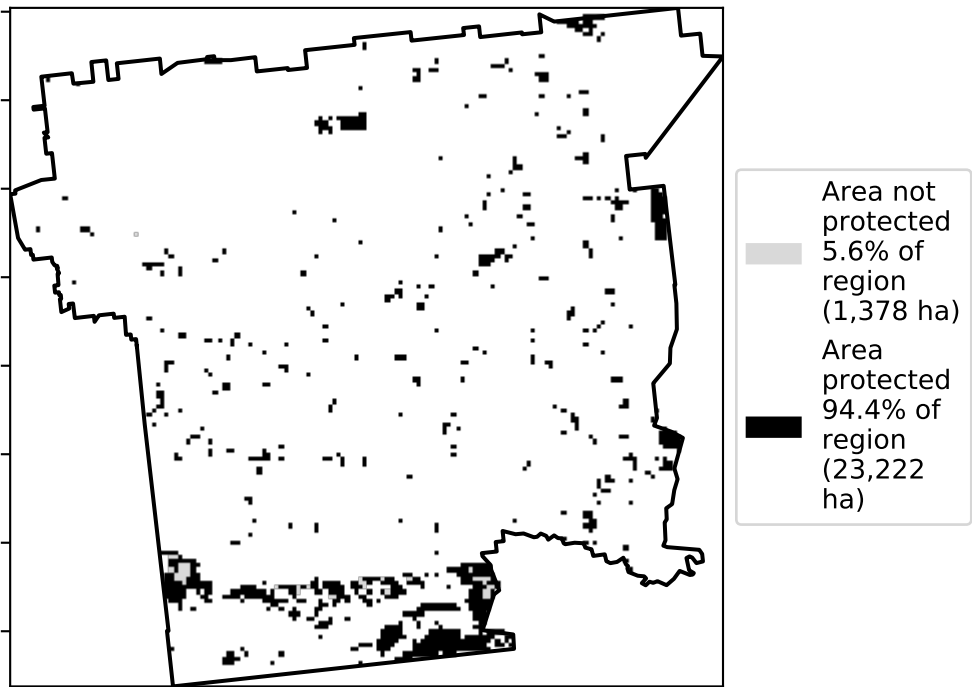 Area not
protected
5.6% of
region
(1,378 ha)
Area
protected
94.4% of
region
(23,222
ha)